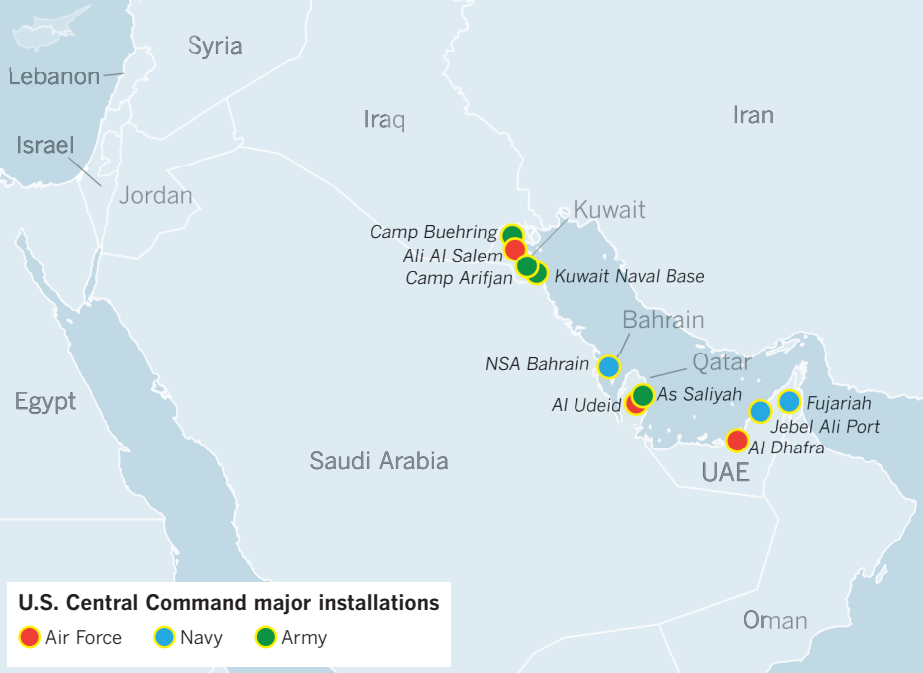 Syria
Lebanon
Iraq
Iran
Israel
Jordan
Kuwait
Camp Buehring
Ali Al Salem
Camp Arifjan
Kuwait Naval Base
Bahrain
NSA Bahrain
Qatar
As Saliyah
Al Udeid
Egypt
Fujariah
Jebel Ali Port
Al Dhafra
Saudi Arabia
UAE
U.S. Central Command major installations
Air Force Navy Army
Oman